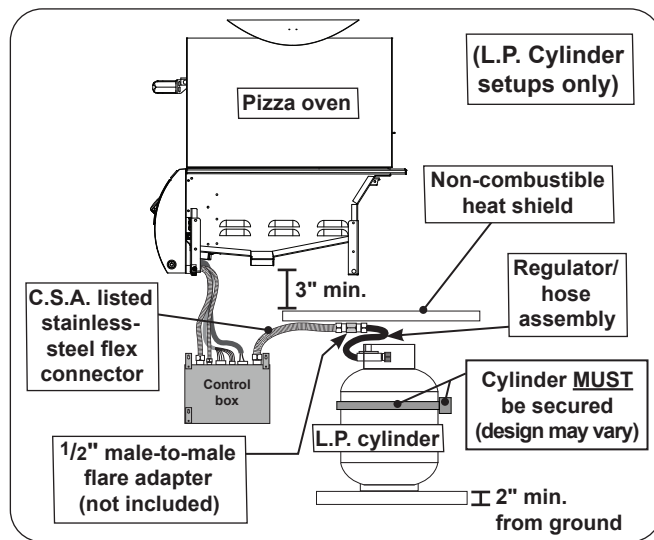 (L.P. Cylinder
setups only)
Pizza oven
Non-combustible
heat shield
3" min.
Regulator/
hose
assembly
C.S.A. listed
stainless-
steel flex
connector
Control
box
Cylinder MUST
be secured
(design may vary)
L.P. cylinder
1/2" male-to-male
flare adapter
(not included)
2" min.
from ground